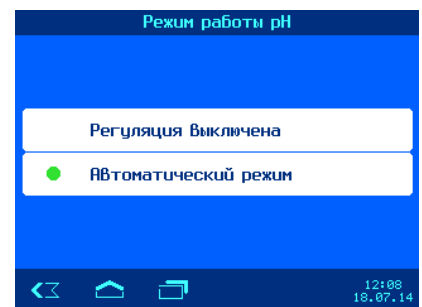 Режим работы pH
Регуляция Выключена
АВтоматический режим
12:08
18.07.14